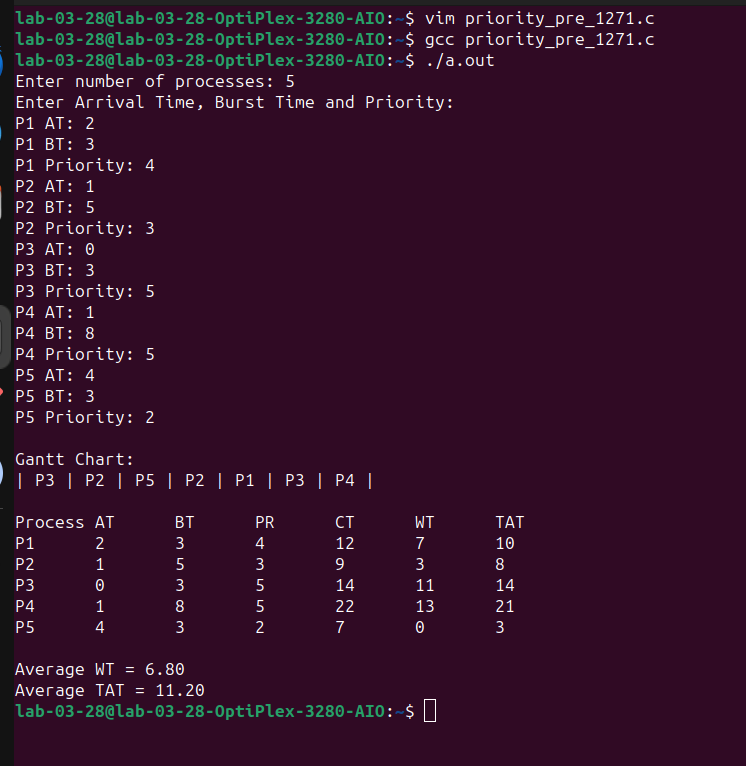 lab-03-28@lab-03-28-OptiPlex-3280-AIO:~$ vim priority_pre_1271.c
lab-03-28@lab-03-28-OptiPlex-3280-AIO:~$ gcc priority_pre_1271.c
lab-03-28@lab-03-28-OptiPlex-3280-AIO:~$ ./a.out
Enter number of processes: 5
Enter Arrival Time, Burst Time and Priority:
P1 AT: 2
P1 BT: 3
P1 Priority: 4
P2 AT: 1
P2 BT: 5
P2 Priority: 3
P3 AT: 0
P3 BT: 3
P3 Priority: 5
P4 AT: 1
P4 BT: 8
P4 Priority: 5
P5 AT: 4
P5 BT: 3
P5 Priority: 2

Gantt Chart:
| P3 | P2 | P5 | P2 | P1 | P3 | P4 |

Process AT      BT      PR      CT      WT      TAT
P1      2       3       4       12      7       10
P2      1       5       3       9       3       8
P3      0       3       5       14      11      14
P4      1       8       5       22      13      21
P5      4       3       2       7       0       3

Average WT = 6.80
Average TAT = 11.20
lab-03-28@lab-03-28-OptiPlex-3280-AIO:~$